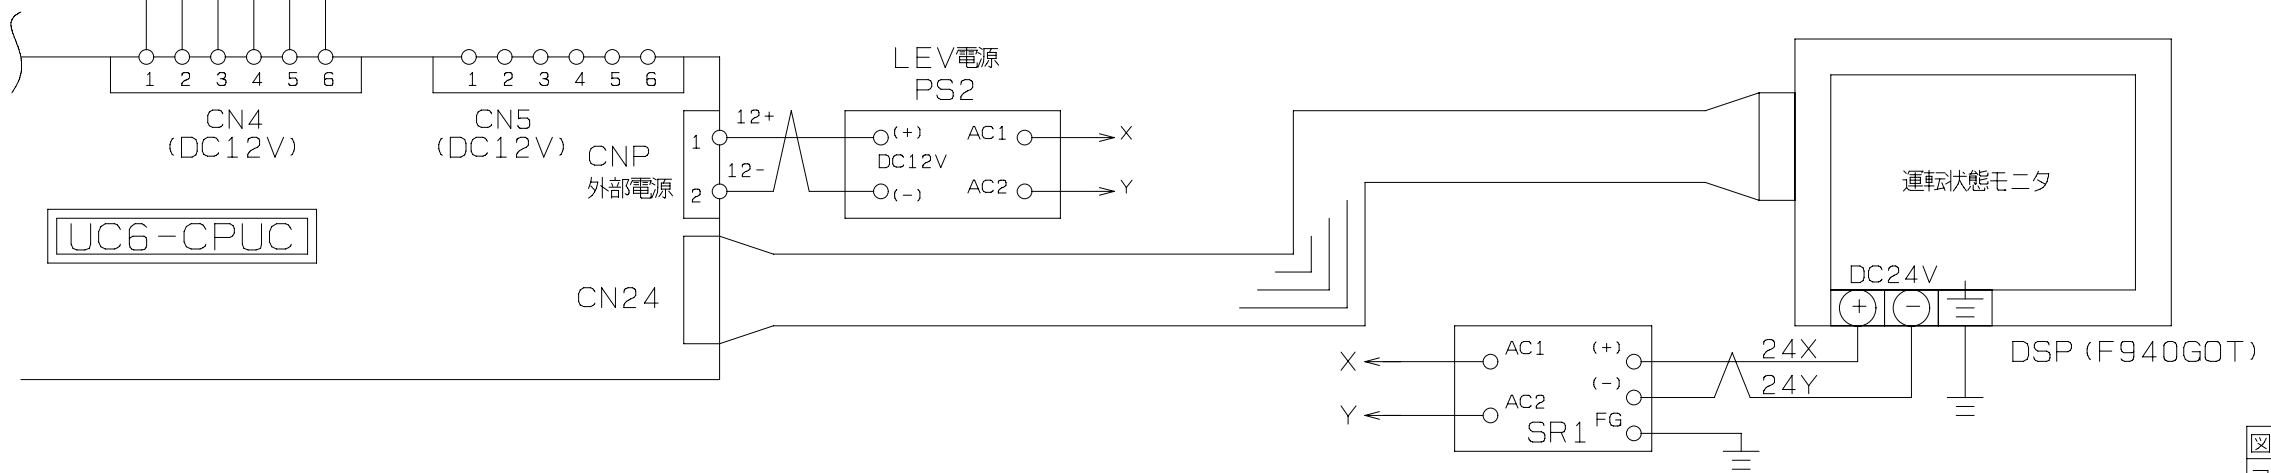 1 2 3 4 5 6
CN4
(DC12V)
1 2 3 4 5 6
CN5
(DC12V)
CNP
外部電源
1
2
12+
12-
LEV電源
PS2
(+)
DC12V
(-)
AC1
AC2
X
Y
UC6-CPUC
CN24
運転状態モニタ
DC24V
+ -
DSP(F940GOT)
X
Y
AC1
AC2
(+)
(-)
FG
SR1
24X
24Y
図